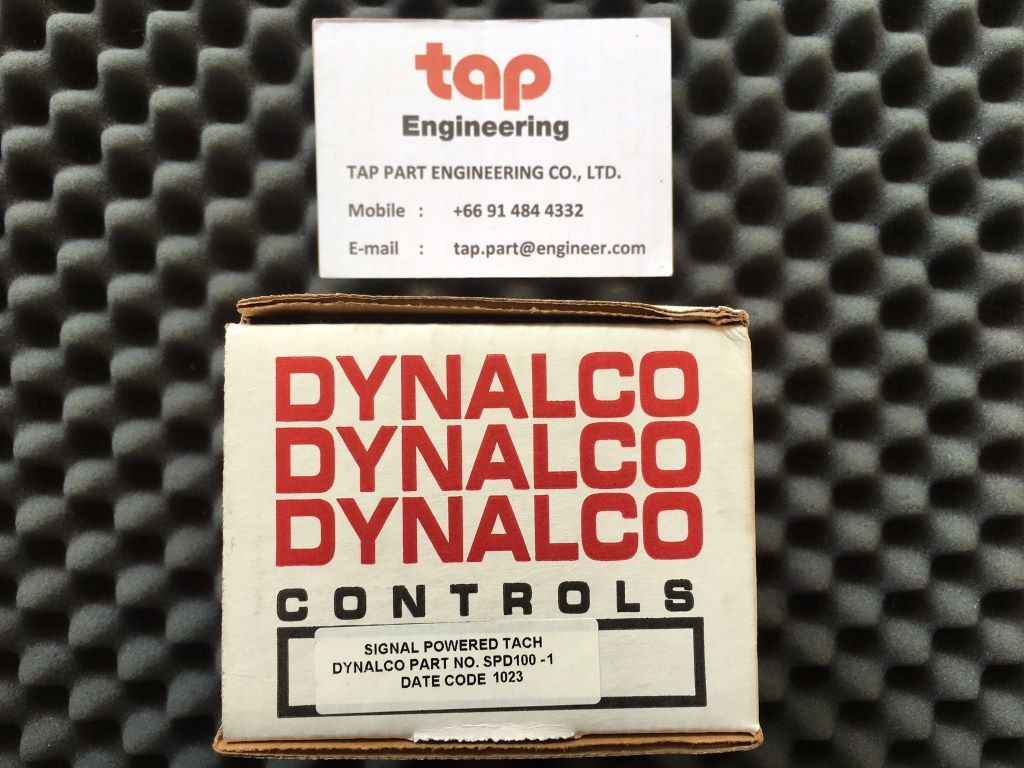 tap
Engineering
TAP PART ENGINEERING CO., LTD.
Mobile : +66 91 484 4332
E-mail : tap.part@engineer.com
DYNALCO
DYNALCO
DYNALCO
CONTROLS
SIGNAL POWERED TACH
DYNALCO PART NO. SPD100 -1
DATE CODE 1023